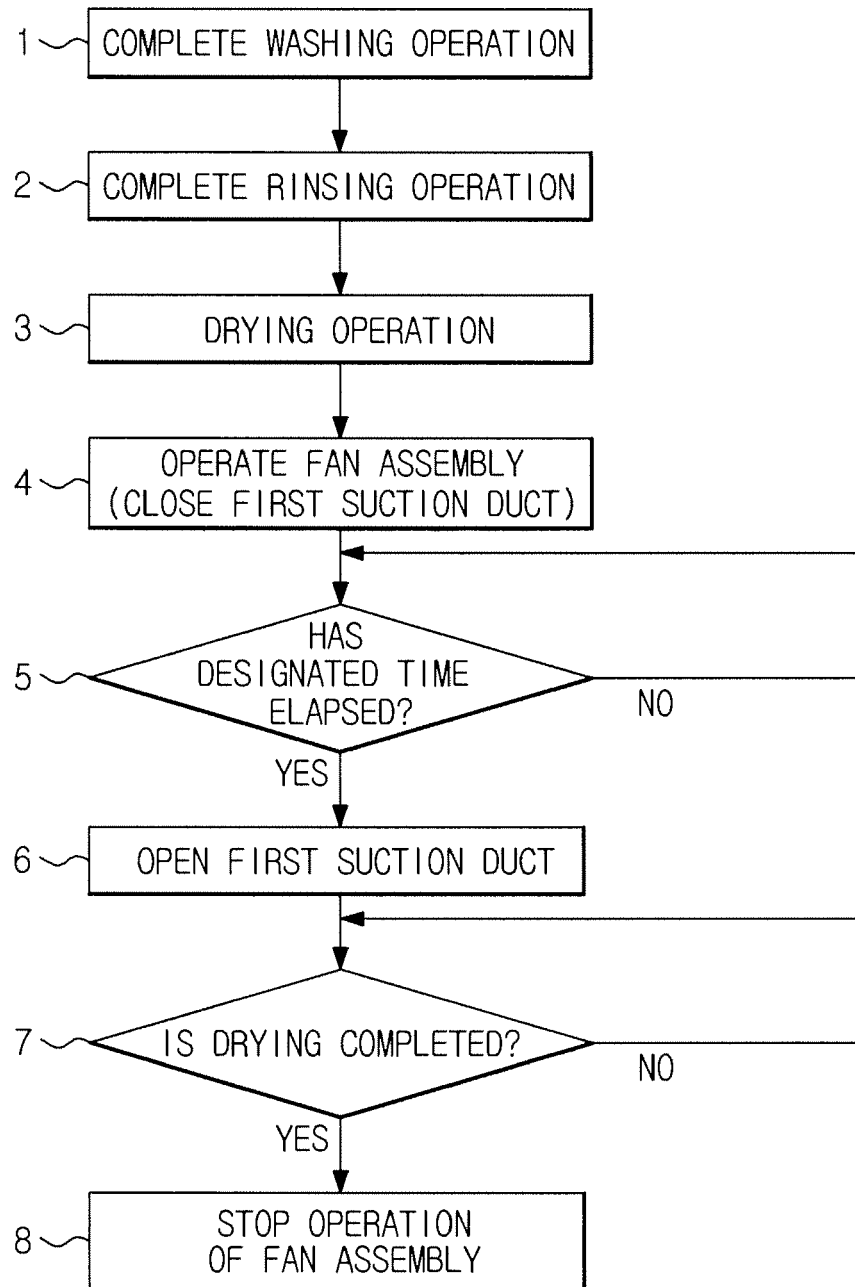 1 COMPLETE WASHING OPERATION
2 COMPLETE RINSING OPERATION
3 DRYING OPERATION
4 OPERATE FAN ASSEMBLY
(CLOSE FIRST SUCTION DUCT)
5 HAS
DESIGNATED TIME
ELAPSED?
NO
YES
6 OPEN FIRST SUCTION DUCT
7 IS DRYING COMPLETED?
NO
YES
8 STOP OPERATION
OF FAN ASSEMBLY